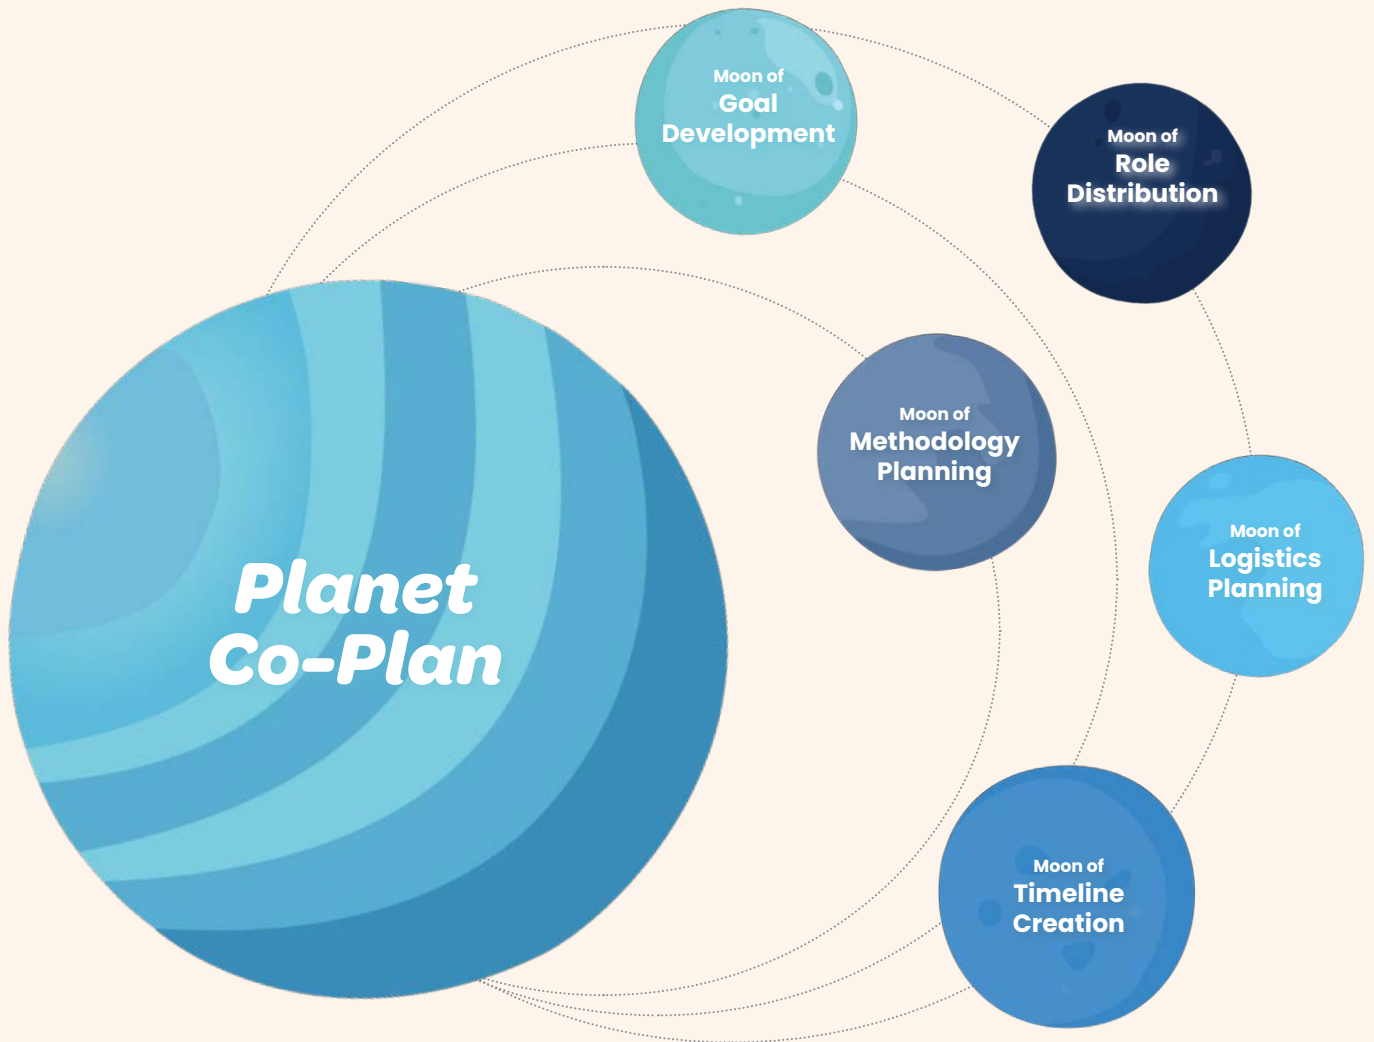 Moon of
Goal
Development
Moon of
Role
Distribution
Moon of
Methodology
Planning
Moon of
Logistics
Planning
Planet
Co-Plan
Moon of
Timeline
Creation